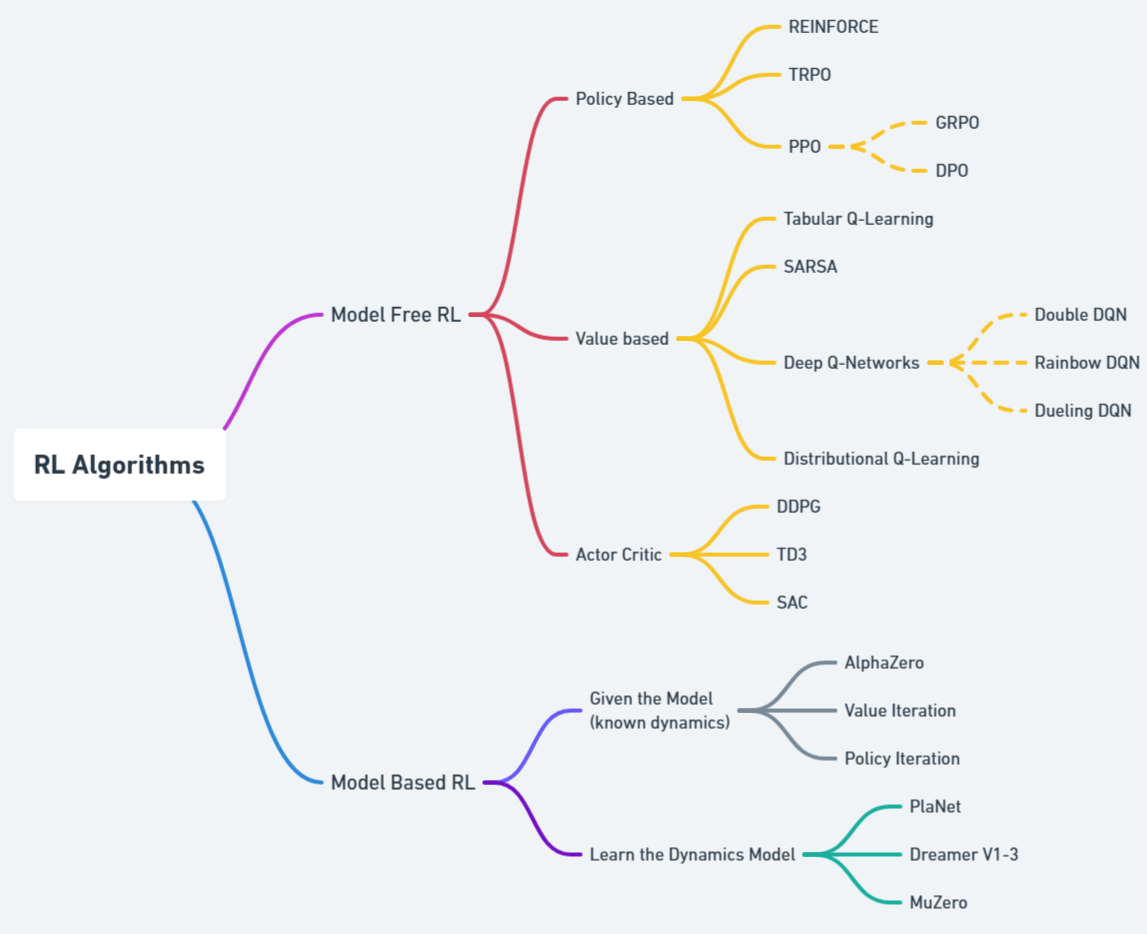 RL Algorithms
Model Free RL
Policy Based
REINFORCE
TRPO
PPO
GRPO
DPO
Value based
Tabular Q-Learning
SARSA
Deep Q-Networks
Double DQN
Rainbow DQN
Dueling DQN
Distributional Q-Learning
Actor Critic
DDPG
TD3
SAC
Model Based RL
Given the Model
(known dynamics)
AlphaZero
Value Iteration
Policy Iteration
Learn the Dynamics Model
PlaNet
Dreamer V1-3
MuZero